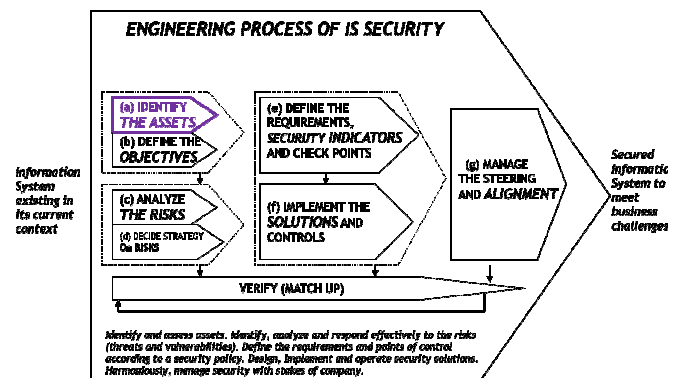 ENGINEERING PROCESS OF IS SECURITY
(a) IDENTIFY
THE ASSETS
(b) DEFINE THE
OBJECTIVES
(c) ANALYZE
THE RISKS
(d) DECIDE STRATEGY
On RISKS
(e) DEFINE THE
REQUIREMENTS,
SECURUTY INDICATORS
AND CHECK POINTS
(f) IMPLEMENT THE
SOLUTIONS AND
CONTROLS
(g) MANAGE
THE STEERING
AND ALIGNMENT
Information
System
existing in
its current
context
Secured
Informatic
System to
meet
business
challenges
VERIFY (MATCH UP)
Identify and assess assets. Identify, analyze and respond effectively to the risks
(threats and vulnerabilities). Define the requirements and points of control
according to a security policy. Design, implement and operate security solutions.
Harmoniously, manage security with stakes of company.